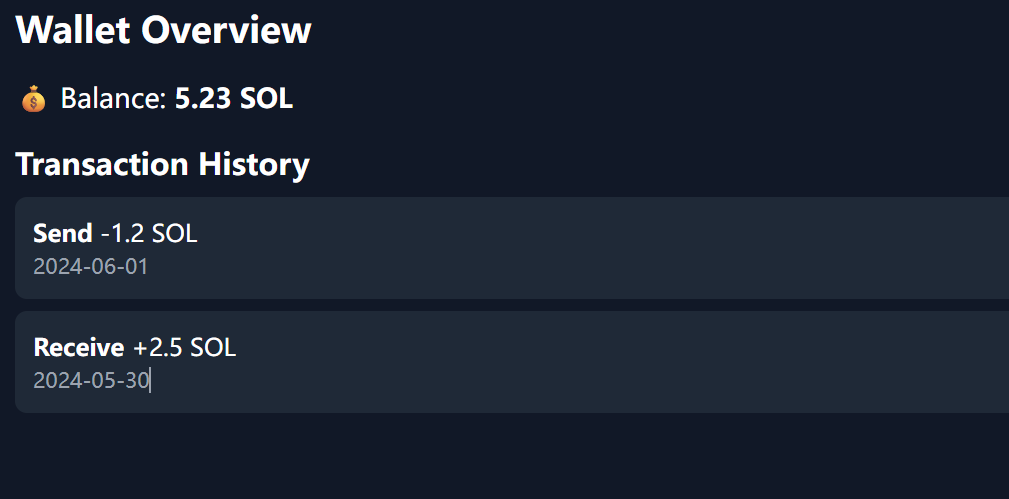 Wallet Overview
💰 Balance: 5.23 SOL
Transaction History
Send -1.2 SOL
2024-06-01
Receive +2.5 SOL
2024-05-30